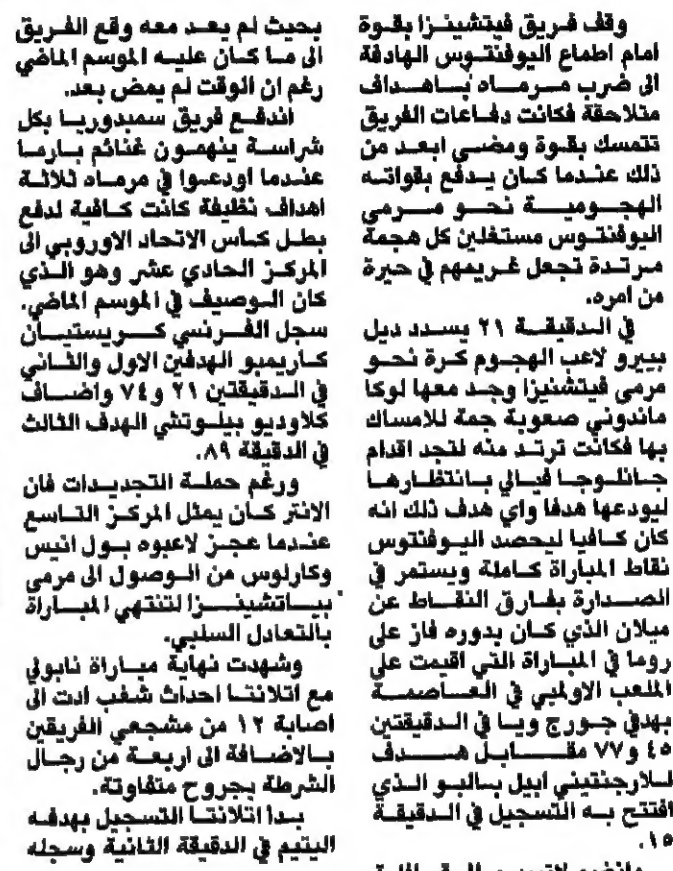 وقف فريق فيتشينزا بقوة
امام اطماع اليوفنتوس الهادفة
الى ضرب مرماه باهداف
متلاحقة فكانت دفاعات الفريق
تتمسك بقوة ومضى ابعد من
ذلك عندما كان يدفع بقواته
الهجومية نحو مرمى
اليوفنتوس مستغلين كل هجمة
مرتدة تجعل غريمهم في حيرة
من امره.
في الدقيقة ٢١ يسدد ديل
بييرو لاعب الهجوم كرة نحو
مرمى فيتشنيزا وجد معها لوكا
ماندوني صعوبة جمة للامساك
بها فكانت ترتد منه لتجد اقدام
جانلوجا فيالي بانتظارها
ليودعها هدفا واي هدف ذلك انه
كان كافيا ليحصد اليوفنتوس
نقاط المباراة كاملة ويستمر في
الصدارة بفارق النقاط عن
ميلان الذي كان بدوره فاز على
روما في المباراة التي اقيمت على
الملعب الاولمبي في العاصمة
بهدفي جورج ويا في الدقيقتين
٤٥ و٧٧ مقابل هدف
للارجنتيني ابيل بالبو الذي
افتتح به التسجيل في الدقيقة
١٥.
بحيث لم يعد معه وقع الفريق
الى ما كان عليه الموسم الماضي
رغم ان الوقت لم يمض بعد.
اندفع فريق سمبدوريا بكل
شراسة ينهمون غنائم بارما
عندما اودعوا في مرماه ثلاثة
اهداف نظيفة كانت كافية لدفع
بطل كأس الاتحاد الاوروبي الى
المركز الحادي عشر وهو الذي
كان الوصيف في الموسم الماضي.
سجل الفرنسي كريستيان
كاريمبو الهدفين الاول والثاني
في الدقيقتين ٢١ و٧٤ واضاف
كلاوديو بيلوتشي الهدف الثالث
في الدقيقة ٨٩.
ورغم حملة التجديدات فان
الانتر كان يمثل المركز التاسع
عندما عجز لاعبوه بول انيس
وكارلوس من الوصول الى مرمى
بياتشينزا لتنتهي المباراة
بالتعادل السلبي.
وشهدت نهاية مباراة نابولي
مع اتلانتا احداث شغب ادت الى
اصابة ١٢ من مشجعي الفريقين
بالاضافة الى اربعة من رجال
الشرطة بجروح متفاوتة.
بدا اتلانتا التسجيل بهدفه
اليتيم في الدقيقة الثانية وسجله